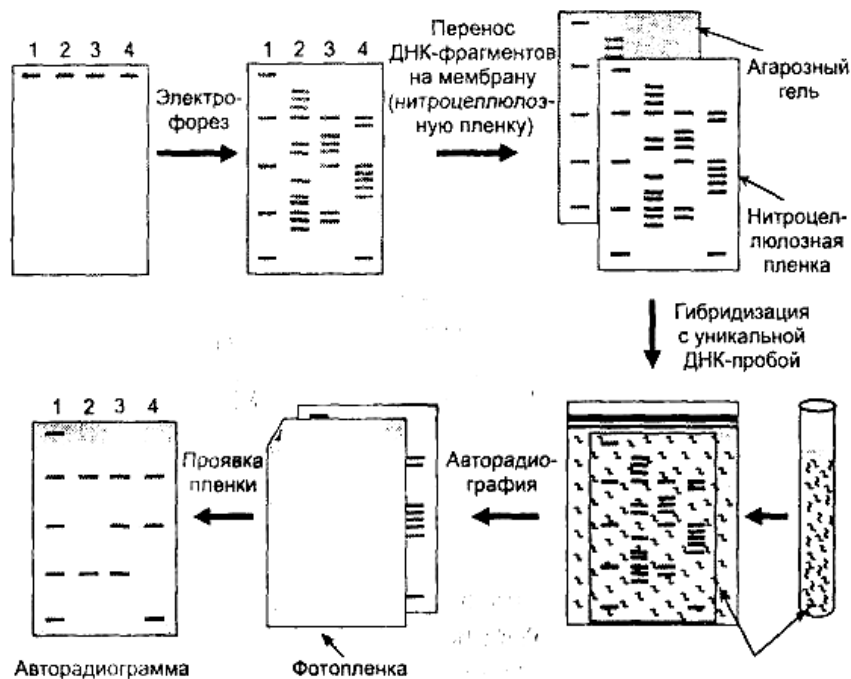 1 2 3 4
Электро-
форез
1 2 3 4
Перенос
ДНК-фрагментов
на мембрану
(нитроцеллюлоз-
ную пленку)
Агарозный
гель
Нитроцел-
люлозная
пленка
Гибридизация
с уникальной
ДНК-пробой
1 2 3 4
Проявка
пленки
Авторадио-
графия
Авторадиограмма
Фотопленка